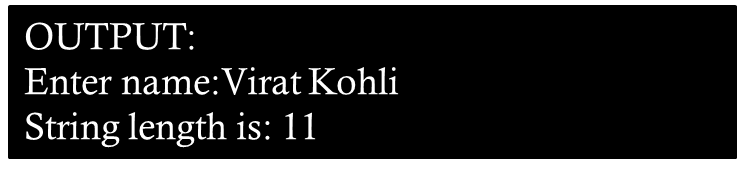 OUTPUT:
Enter name:Virat Kohli
String length is: 11